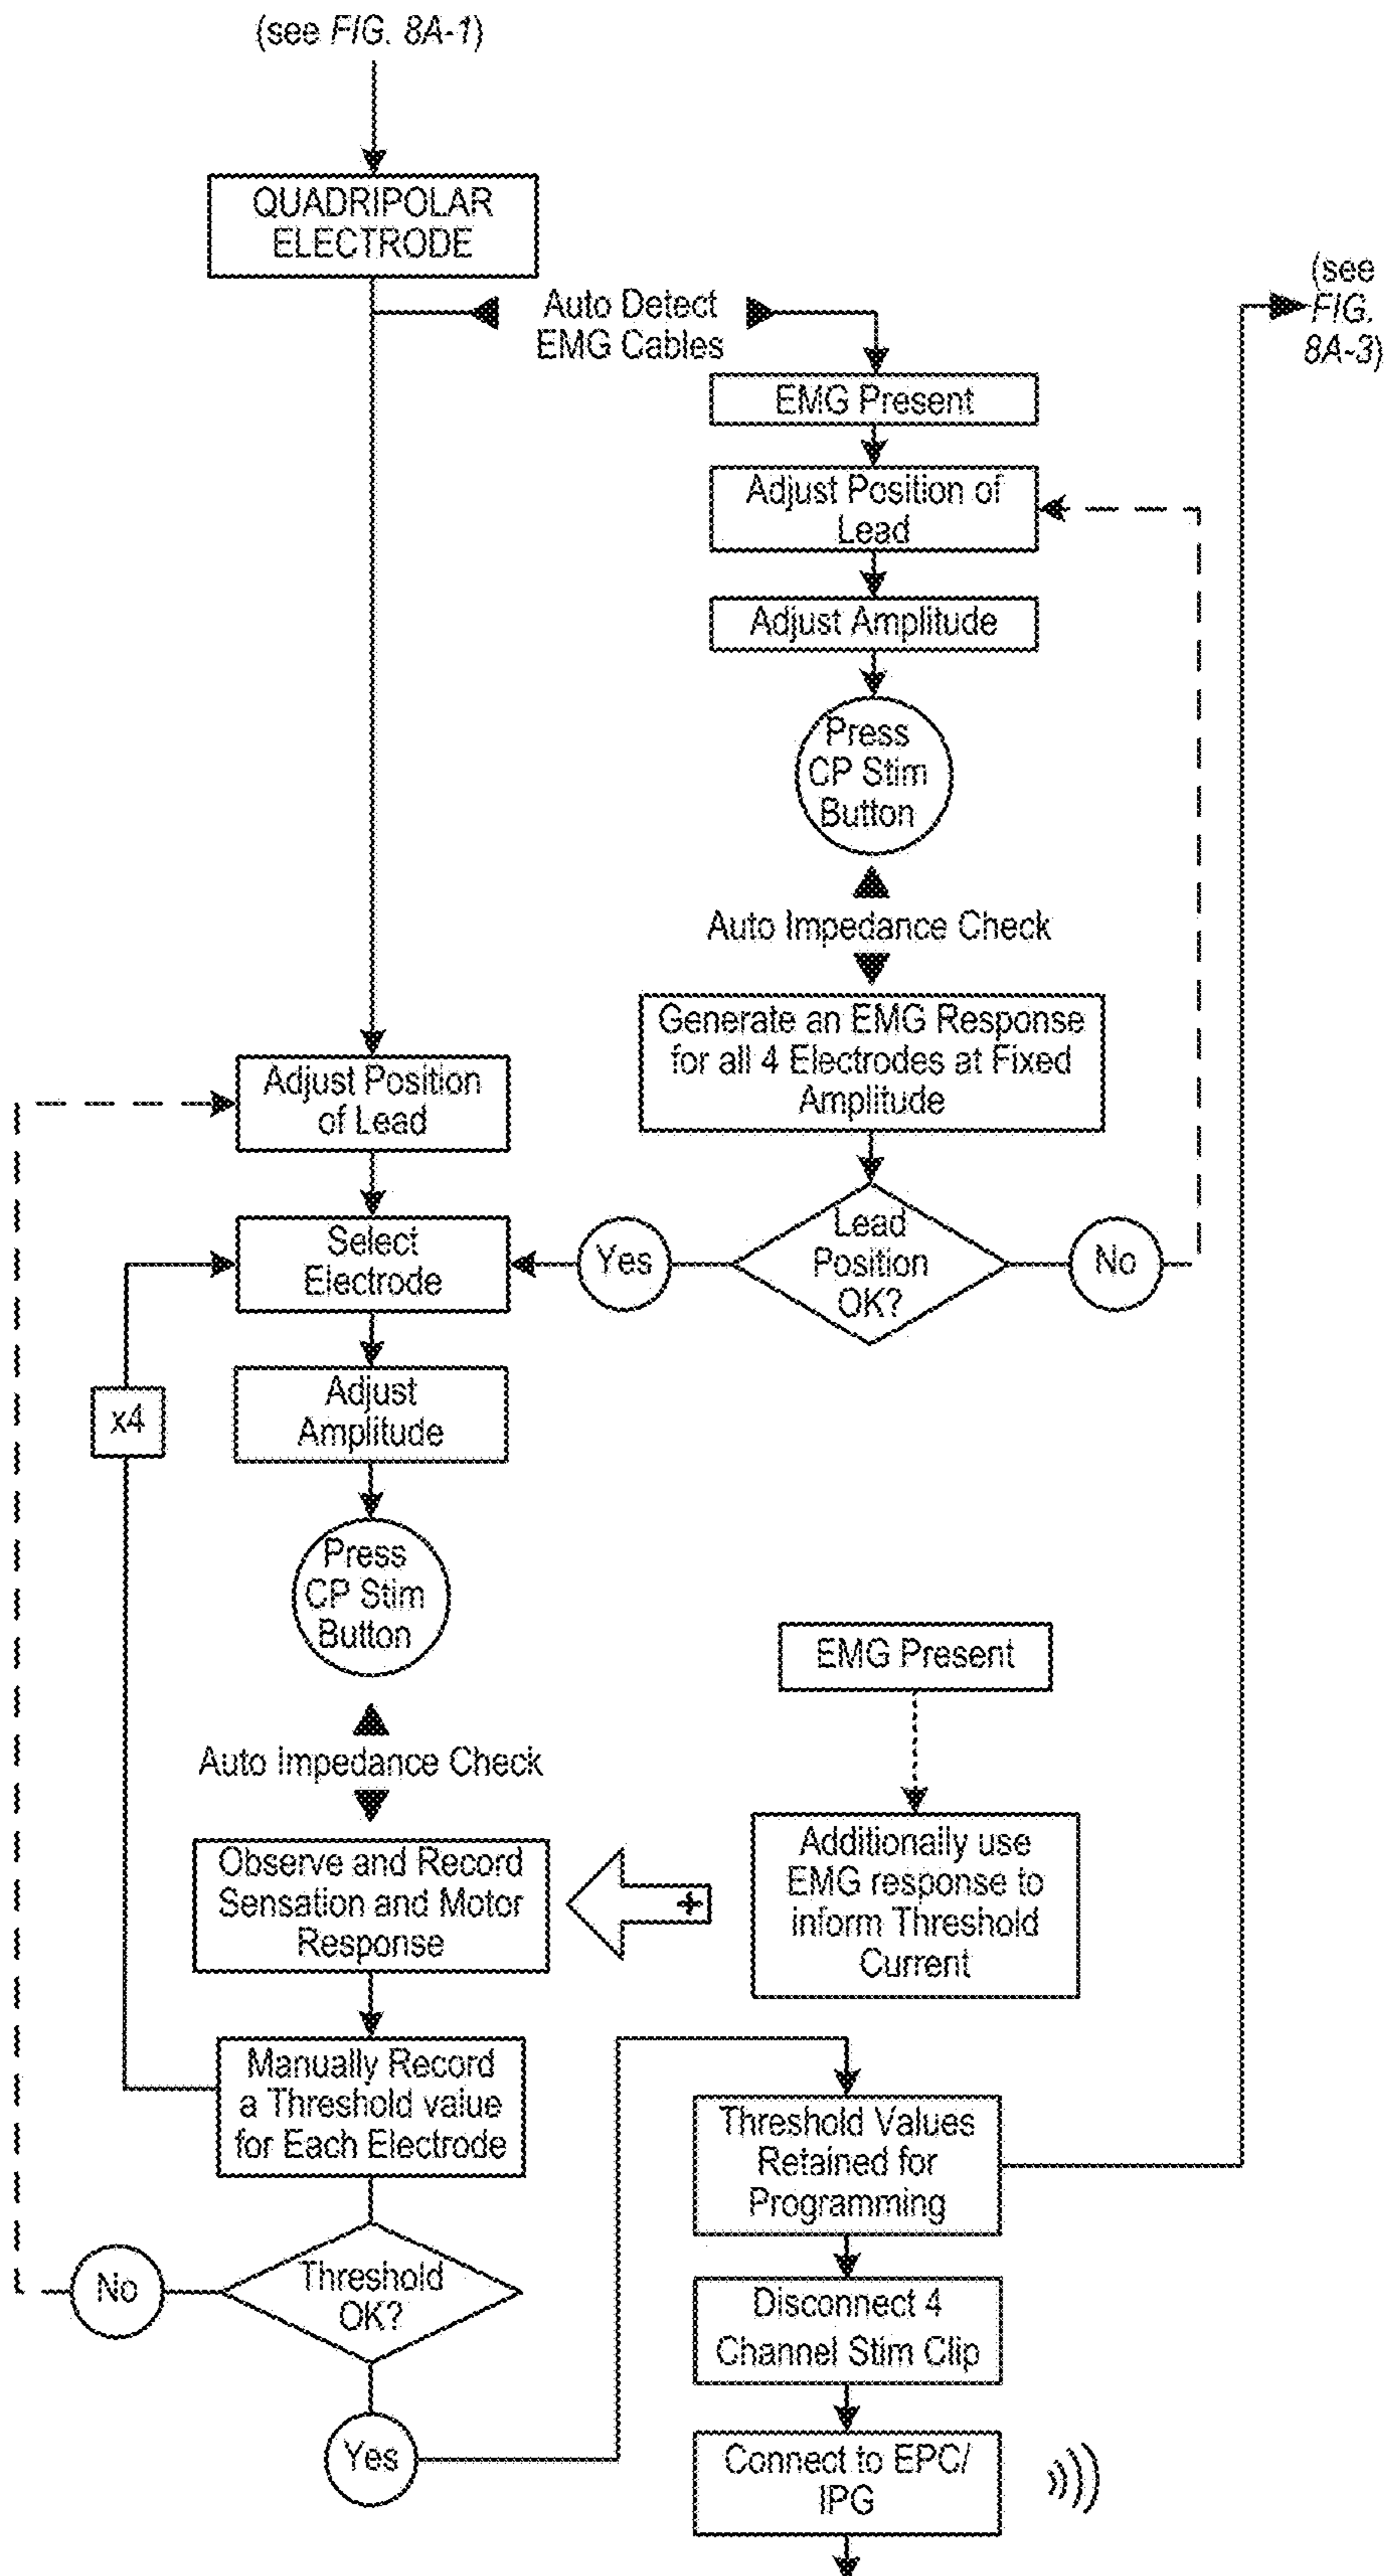 (see FIG. 8A-1)
QUADRIPOLAR
ELECTRODE
Auto Detect
EMG Cables
(see
FIG.
8A-3)
EMG Present
Adjust Position of
Lead
Adjust Amplitude
Press
CP Stim
Button
Auto Impedance Check
Generate an EMG Response
for all 4 Electrodes at Fixed
Amplitude
Adjust Position
of Lead
Select
Electrode
Yes
Lead
Position
OK?
No
Adjust
Amplitude
x4
Press
CP Stim
Button
EMG Present
Auto Impedance Check
Observe and Record
Sensation and Motor
Response
+
Additionally use
EMG response to
inform Threshold
Current
Manually Record
a Threshold value
for Each Electrode
Threshold Values
Retained for
Programming
No
Threshold
OK?
Disconnect 4
Channel Stim Clip
Yes
Connect to EPC/
IPG